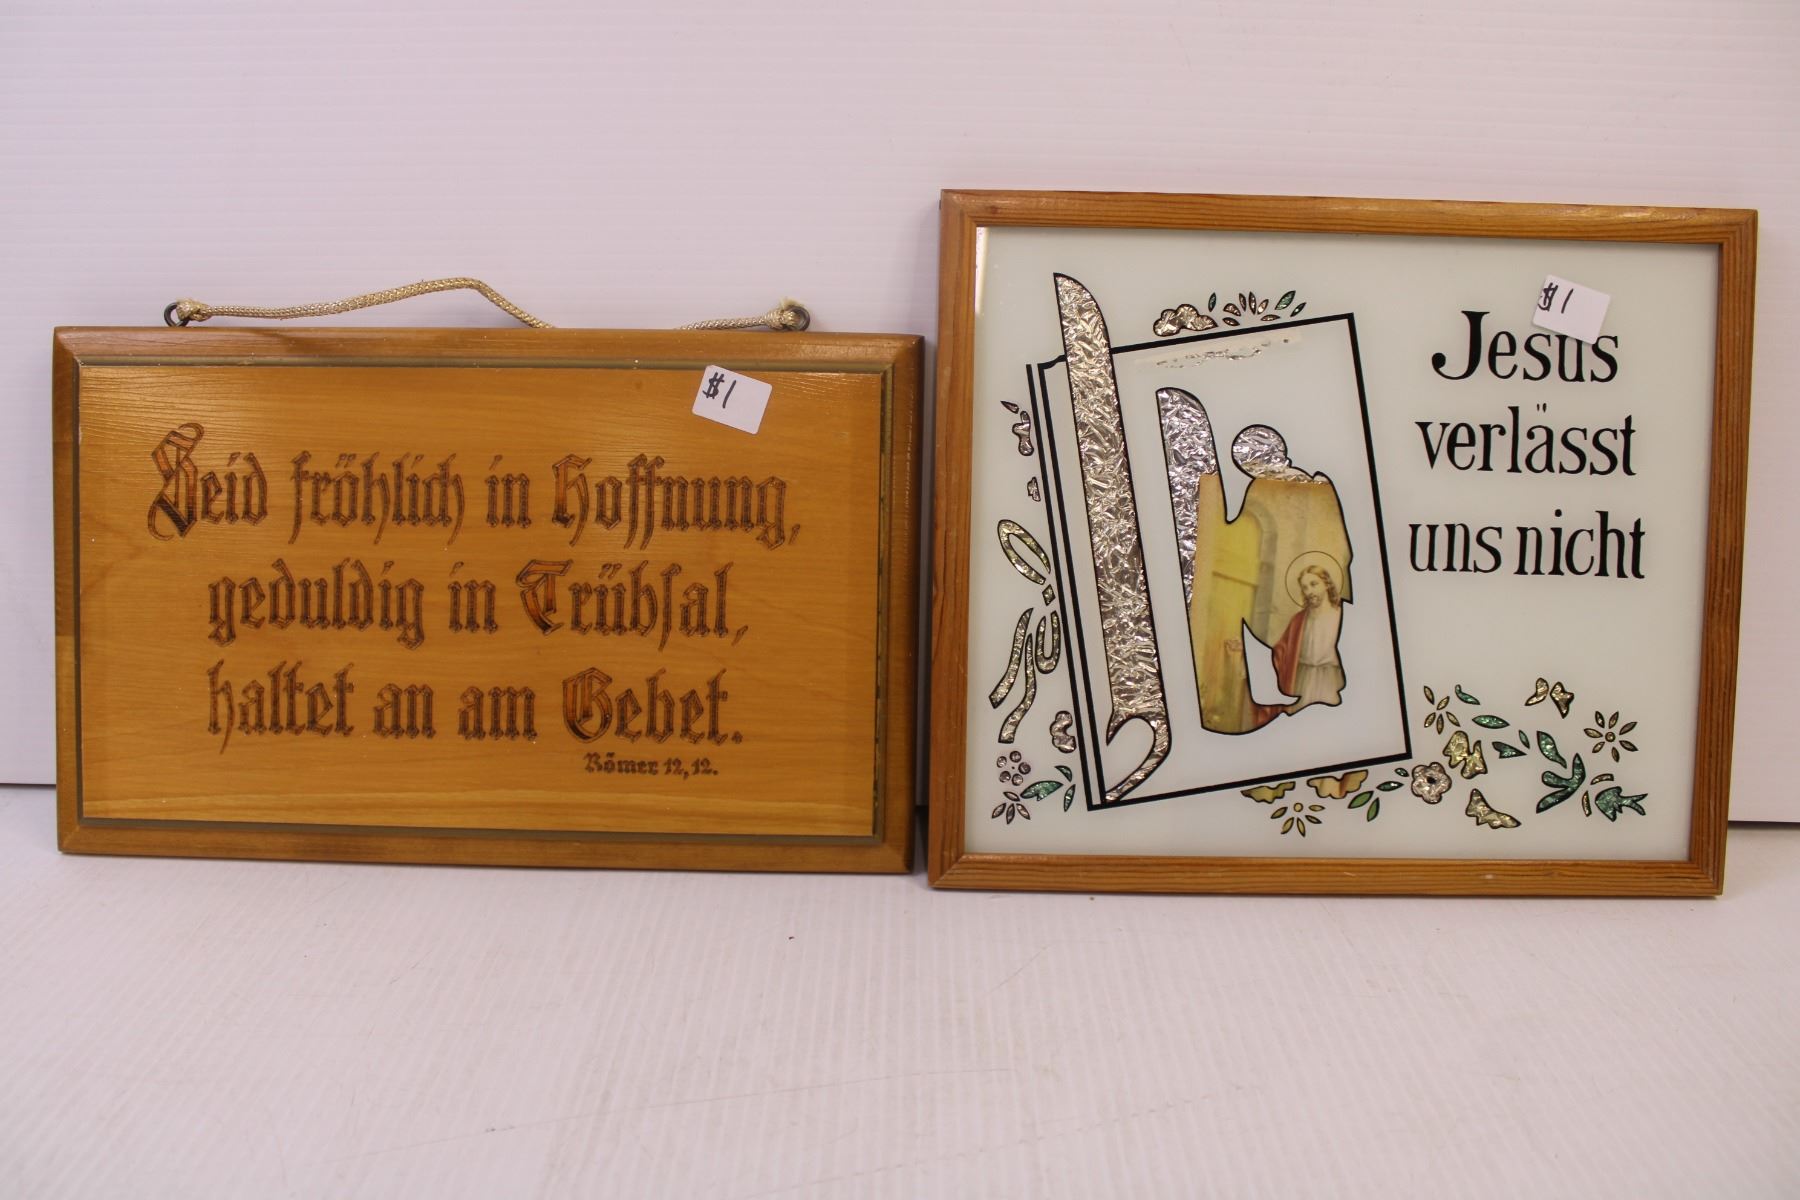 $1
Seid fröhlich in Hoffnung,
geduldig in Trübsal,
haltet an am Gebet.
Römer 12, 12.
$1
Jesus
verlässt
uns nicht